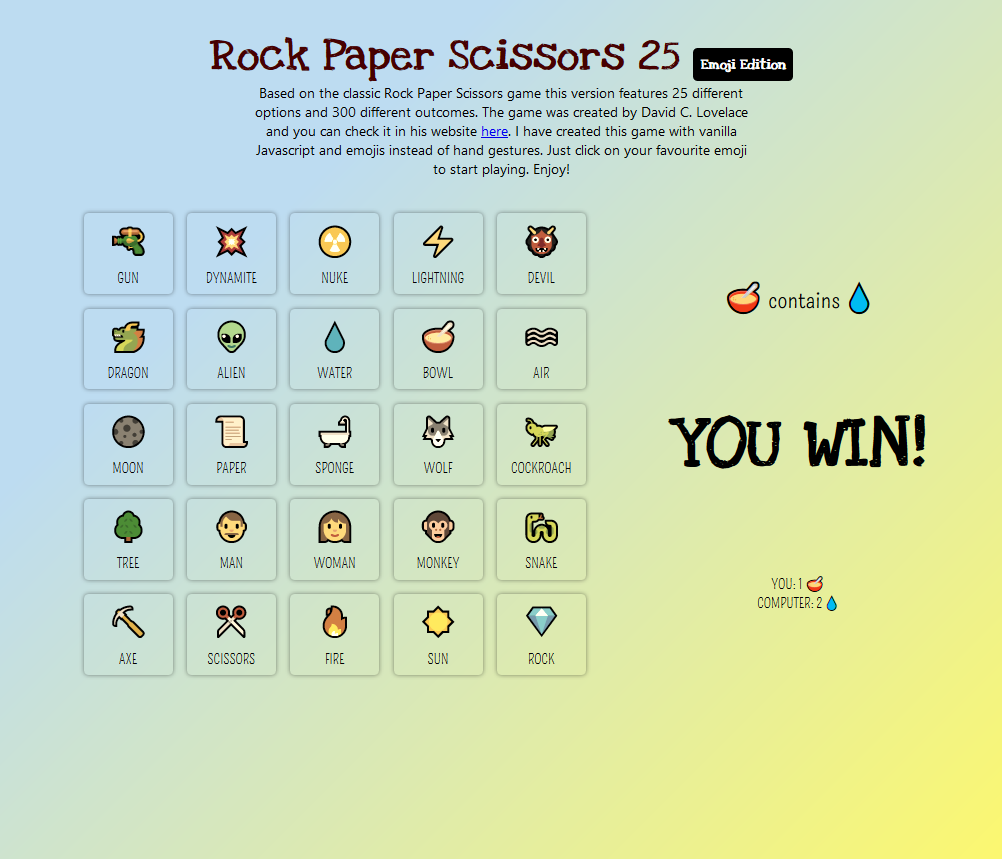 Rock Paper Scissors 25 Emoji Edition
Based on the classic Rock Paper Scissors game this version features 25 different
options and 300 different outcomes. The game was created by David C. Lovelace
and you can check it in his website here. I have created this game with vanilla
Javascript and emojis instead of hand gestures. Just click on your favourite emoji
to start playing. Enjoy!
GUN DYNAMITE NUKE LIGHTNING DEVIL
DRAGON ALIEN WATER BOWL AIR
MOON PAPER SPONGE WOLF COCKROACH
TREE MAN WOMAN MONKEY SNAKE
AXE SCISSORS FIRE SUN ROCK
contains
YOU WIN!
YOU: 1
COMPUTER: 2